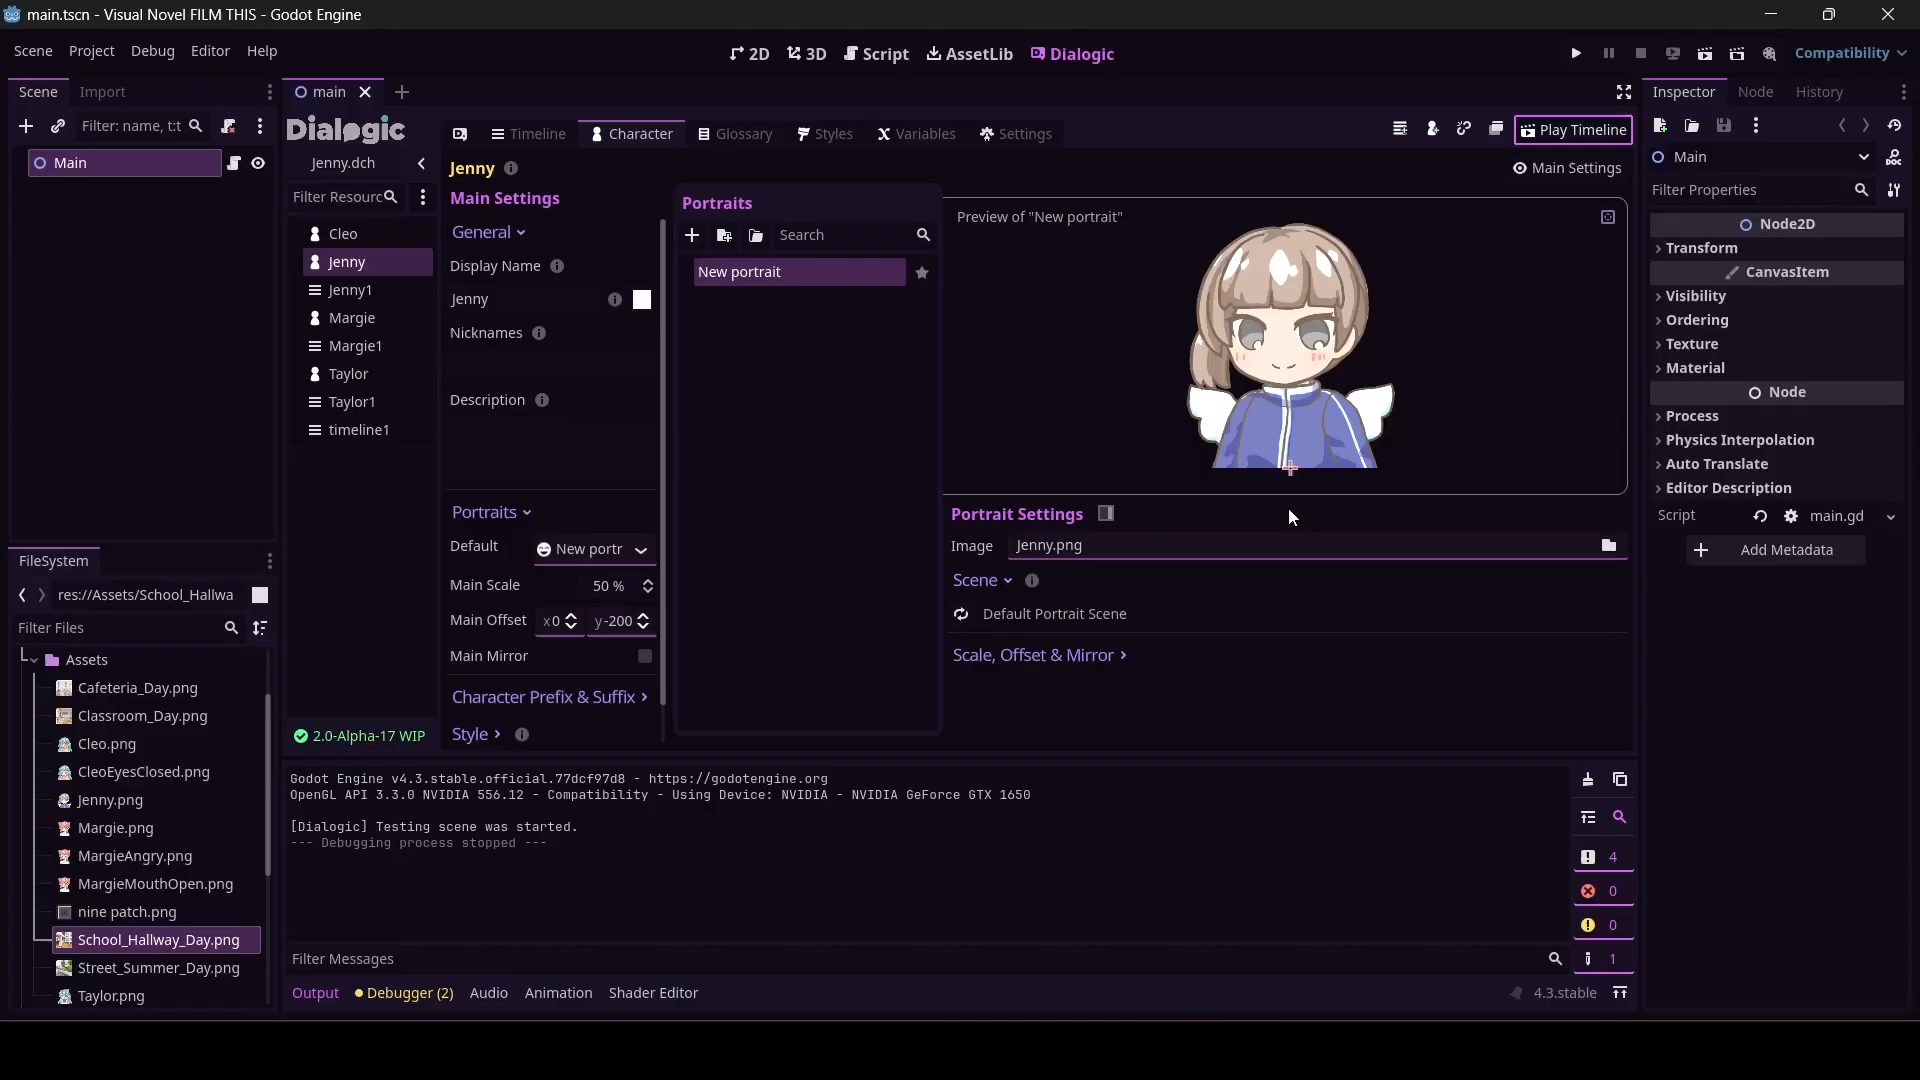 main.tscn - Visual Novel FILM THIS - Godot Engine
Scene Project Debug Editor Help
2D 3D Script AssetLib Dialogic
Compatibility
Scene Import
Filter: name, t:t
Main
main
Dialogic
Timeline Character Glossary Styles Variables Settings
Play Timeline
Jenny.dch
Filter Resourc
Cleo
Jenny
Jenny1
Margie
Margie1
Taylor
Taylor1
timeline1
2.0-Alpha-17 WIP
Jenny
Main Settings
Main Settings
General
Display Name
Jenny
Nicknames
Description
Portraits
Default New portr
Main Scale 50 %
Main Offset x 0 y -200
Main Mirror
Character Prefix & Suffix
Style
Portraits
Search
New portrait
Preview of "New portrait"
Portrait Settings
Image Jenny.png
Scene
Default Portrait Scene
Scale, Offset & Mirror
FileSystem
res://Assets/School_Hallwa
Filter Files
Assets
Cafeteria_Day.png
Classroom_Day.png
Cleo.png
CleoEyesClosed.png
Jenny.png
Margie.png
MargieAngry.png
MargieMouthOpen.png
nine patch.png
School_Hallway_Day.png
Street_Summer_Day.png
Taylor.png
Godot Engine v4.3.stable.official.77dcf97d8 - https://godotengine.org
OpenGL API 3.3.0 NVIDIA 556.12 - Compatibility - Using Device: NVIDIA - NVIDIA GeForce GTX 1650
[Dialogic] Testing scene was started.
--- Debugging process stopped ---
4
0
0
1
Filter Messages
Output Debugger (2) Audio Animation Shader Editor
4.3.stable
Inspector Node History
Main
Filter Properties
Node2D
Transform
CanvasItem
Visibility
Ordering
Texture
Material
Node
Process
Physics Interpolation
Auto Translate
Editor Description
Script main.gd
Add Metadata